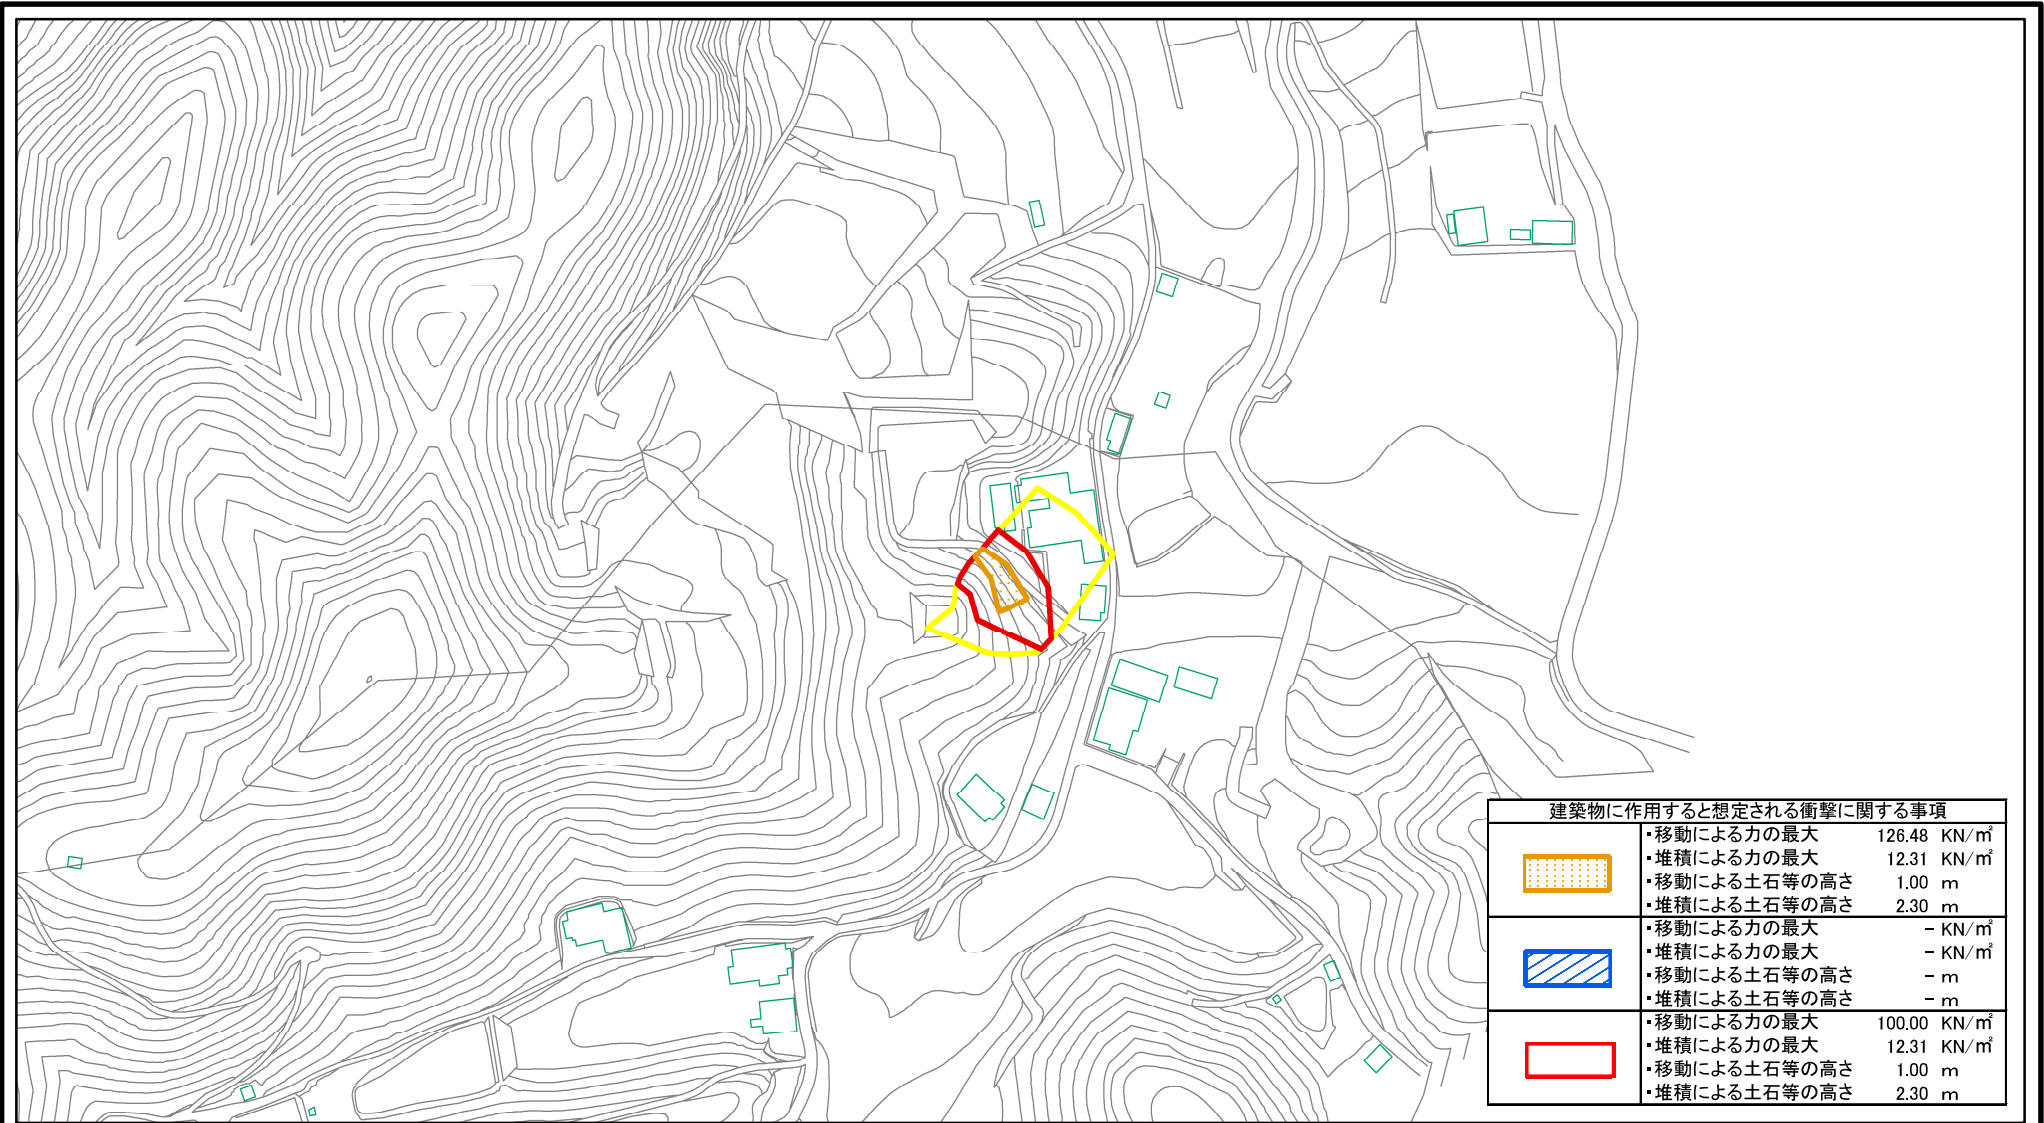 建築物に作用すると想定される衝撃に関する事項
・移動による力の最大 126.48 KN/㎡
・堆積による力の最大 12.31 KN/㎡
・移動による土石等の高さ 1.00 m
・堆積による土石等の高さ 2.30 m
・移動による力の最大 － KN/㎡
・堆積による力の最大 － KN/㎡
・移動による土石等の高さ － m
・堆積による土石等の高さ － m
・移動による力の最大 100.00 KN/㎡
・堆積による力の最大 12.31 KN/㎡
・移動による土石等の高さ 1.00 m
・堆積による土石等の高さ 2.30 m